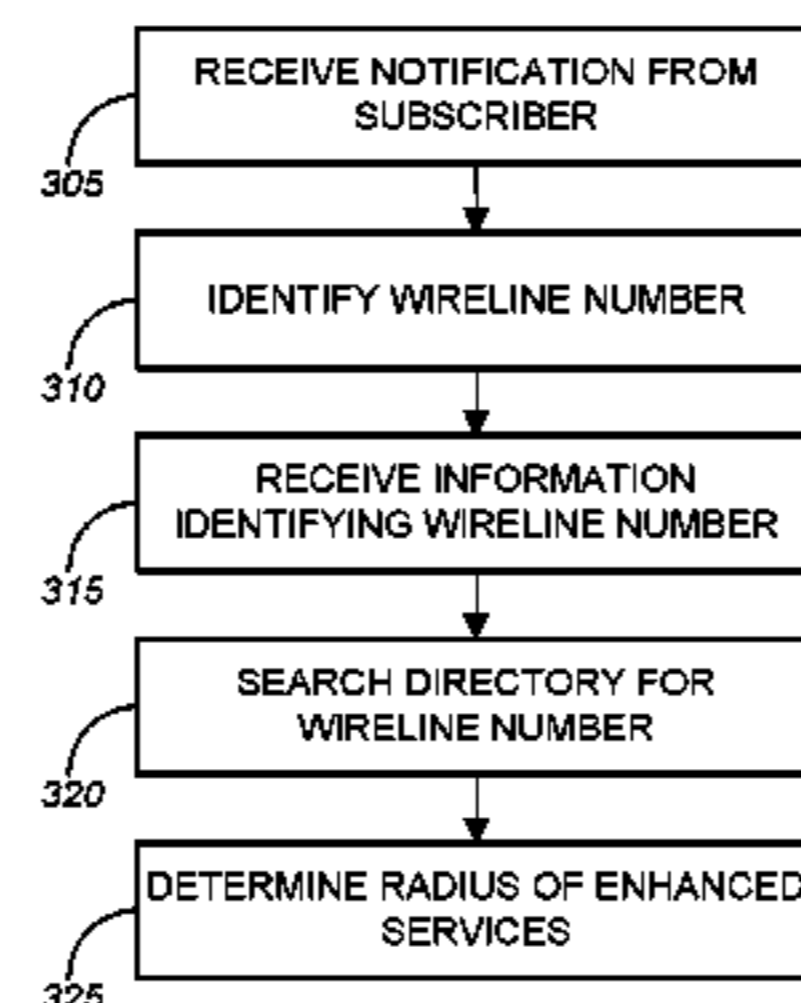 RECEIVE NOTIFICATION FROM
SUBSCRIBER
305
IDENTIFY WIRELINE NUMBER
310
RECEIVE INFORMATION
IDENTIFYING WIRELINE NUMBER
315
SEARCH DIRECTORY FOR
WIRELINE NUMBER
320
DETERMINE RADIUS OF ENHANCED
SERVICES
325